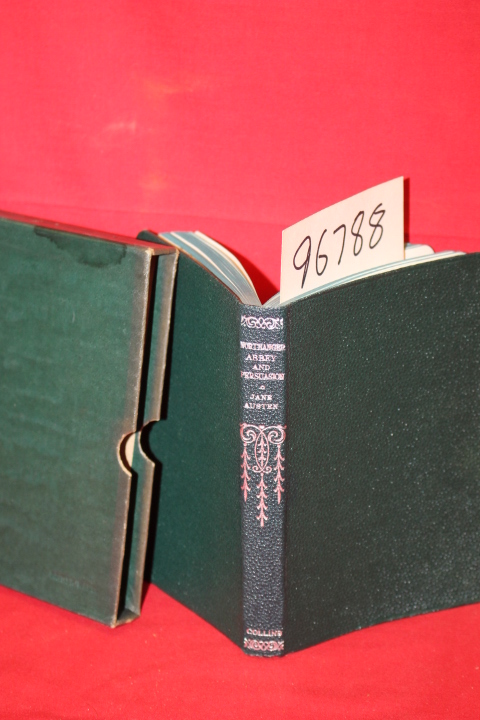 96788
NORTHANGER
ABBEY
AND
PERSUASION
JANE
AUSTEN
COLLINS